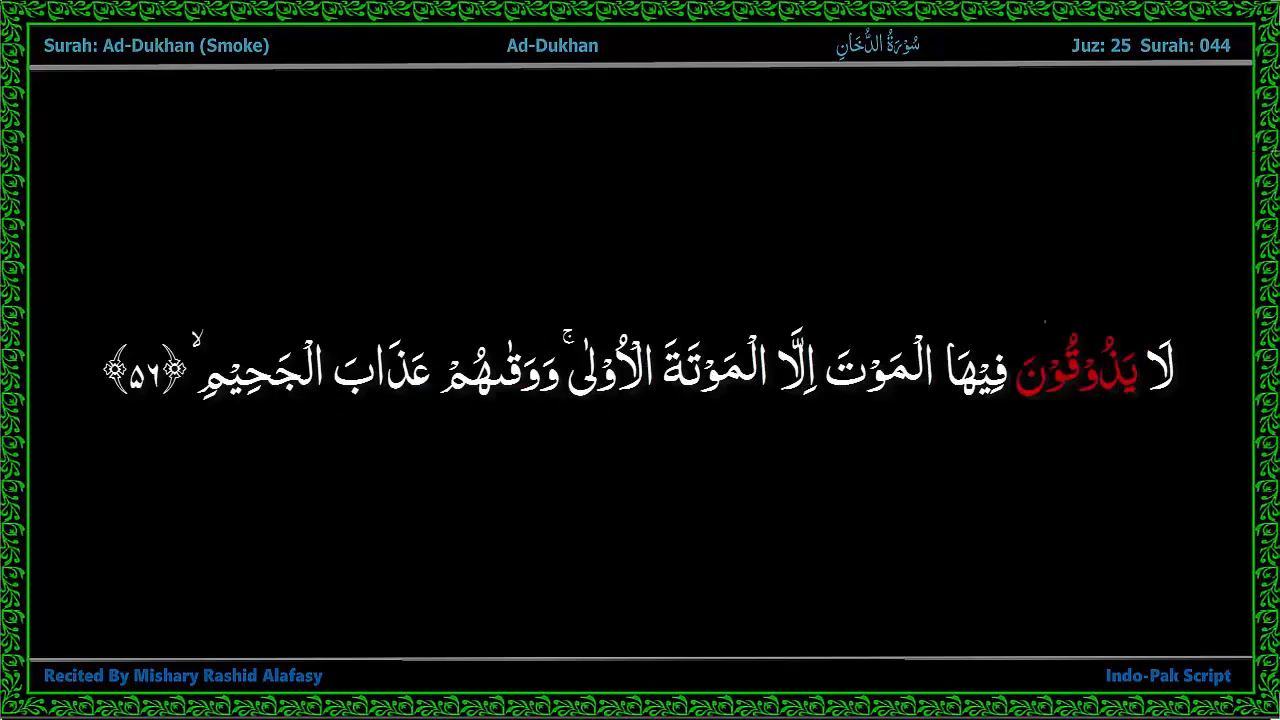 Surah: Ad-Dukhan (Smoke) Ad-Dukhan سُوْرَةُ الدُّخَانِ Juz: 25 Surah: 044
لَا يَذُوْقُوْنَ فِيْهَا الْمَوْتَ اِلَّا الْمَوْتَةَ الْاُوْلٰىۚ وَوَقٰىهُمْ عَذَابَ الْجَحِيْمِۙ ﴿۵۶﴾
Recited By Mishary Rashid Alafasy Indo-Pak Script